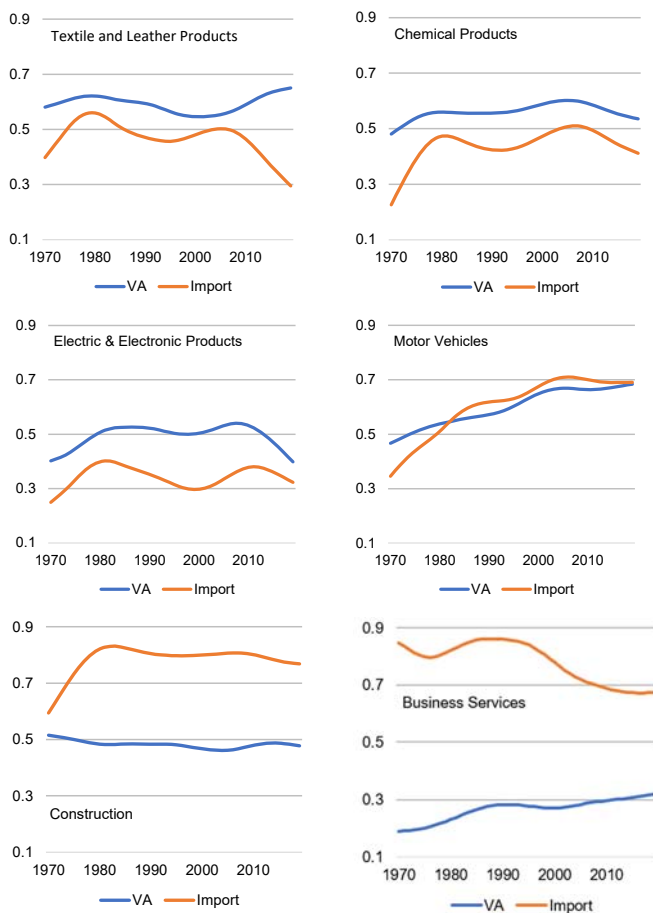 0.9
Textile and Leather Products
0.7
0.5
0.3
0.1
1970 1980 1990 2000 2010
VA Import
0.9
Chemical Products
0.7
0.5
0.3
0.1
1970 1980 1990 2000 2010
VA Import
0.9
Electric & Electronic Products
0.7
0.5
0.3
0.1
1970 1980 1990 2000 2010
VA Import
0.9
Motor Vehicles
0.7
0.5
0.3
0.1
1970 1980 1990 2000 2010
VA Import
0.9
0.7
0.5
0.3
Construction
0.1
1970 1980 1990 2000 2010
VA Import
0.9
0.7
Business Services
0.5
0.3
0.1
1970 1980 1990 2000 2010
VA Import